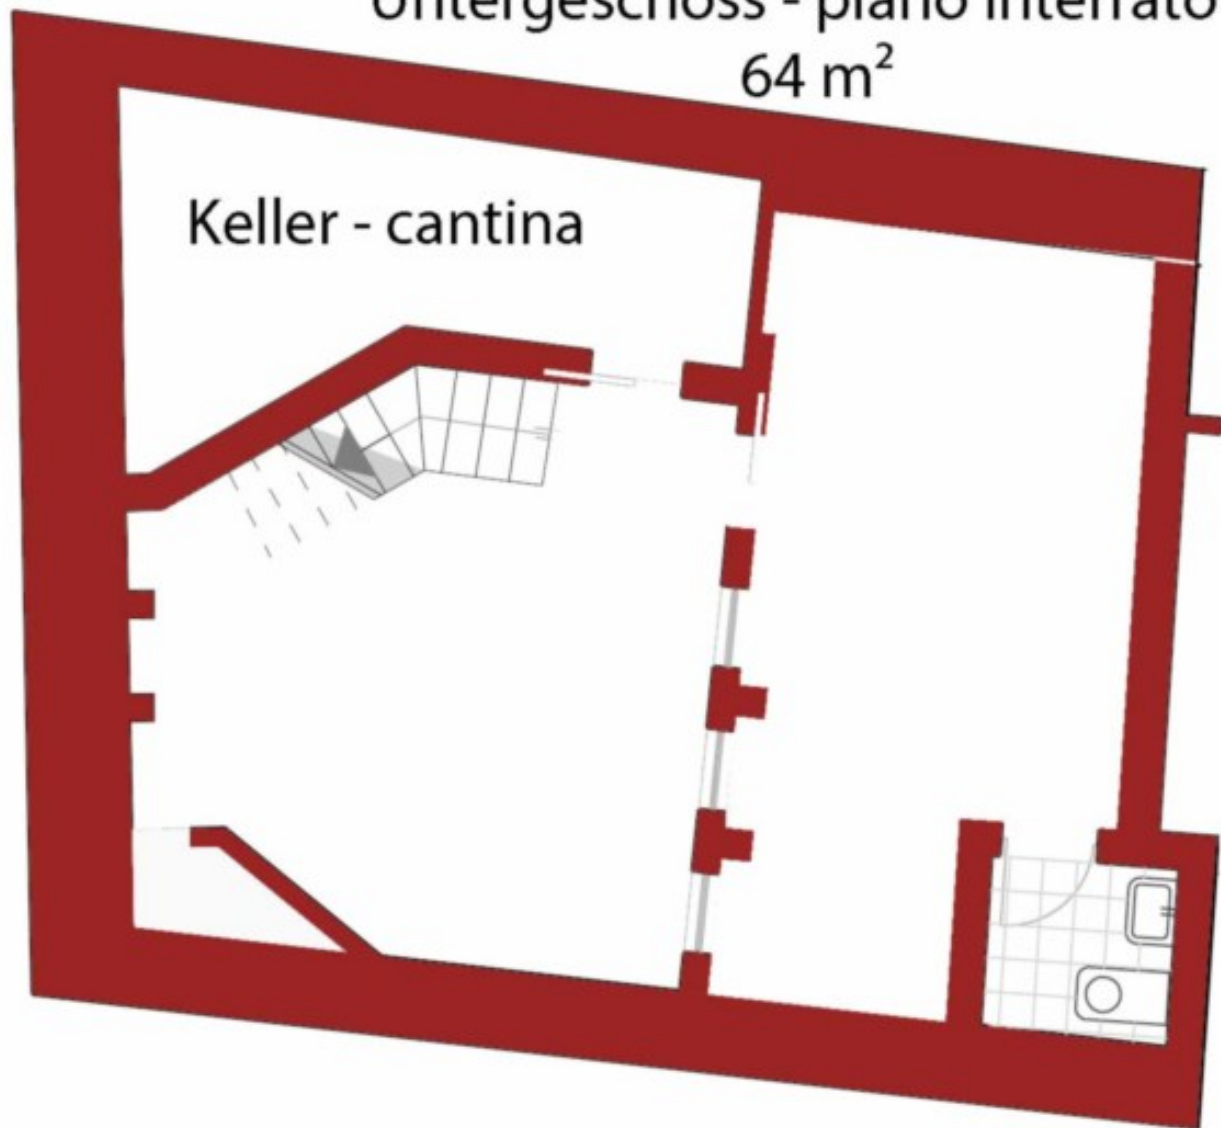 Untergeschoss - piano interrato
64 m²
Keller - cantina